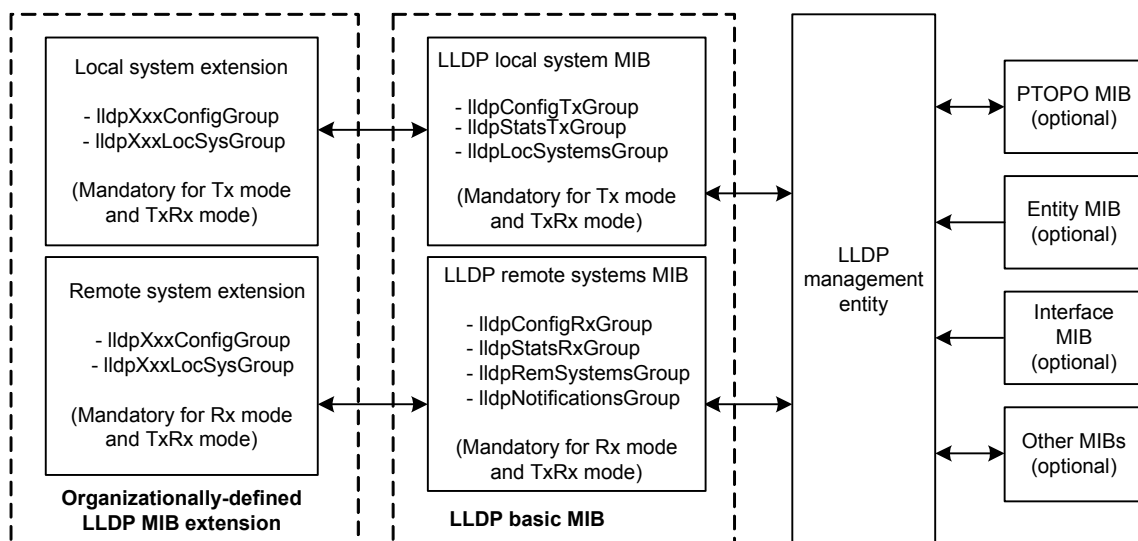 Local system extension
- lldpXxxConfigGroup
- lldpXxxLocSysGroup
(Mandatory for Tx mode
and TxRx mode)
Remote system extension
- lldpXxxConfigGroup
- lldpXxxLocSysGroup
(Mandatory for Rx mode
and TxRx mode)
Organizationally-defined
LLDP MIB extension
LLDP local system MIB
- lldpConfigTxGroup
- lldpStatsTxGroup
- lldpLocSystemsGroup
(Mandatory for Tx mode
and TxRx mode)
LLDP remote systems MIB
- lldpConfigRxGroup
- lldpStatsRxGroup
- lldpRemSystemsGroup
- lldpNotificationsGroup
(Mandatory for Rx mode
and TxRx mode)
LLDP basic MIB
LLDP
management
entity
PTOPO MIB
(optional)
Entity MIB
(optional)
Interface
MIB
(optional)
Other MIBs
(optional)